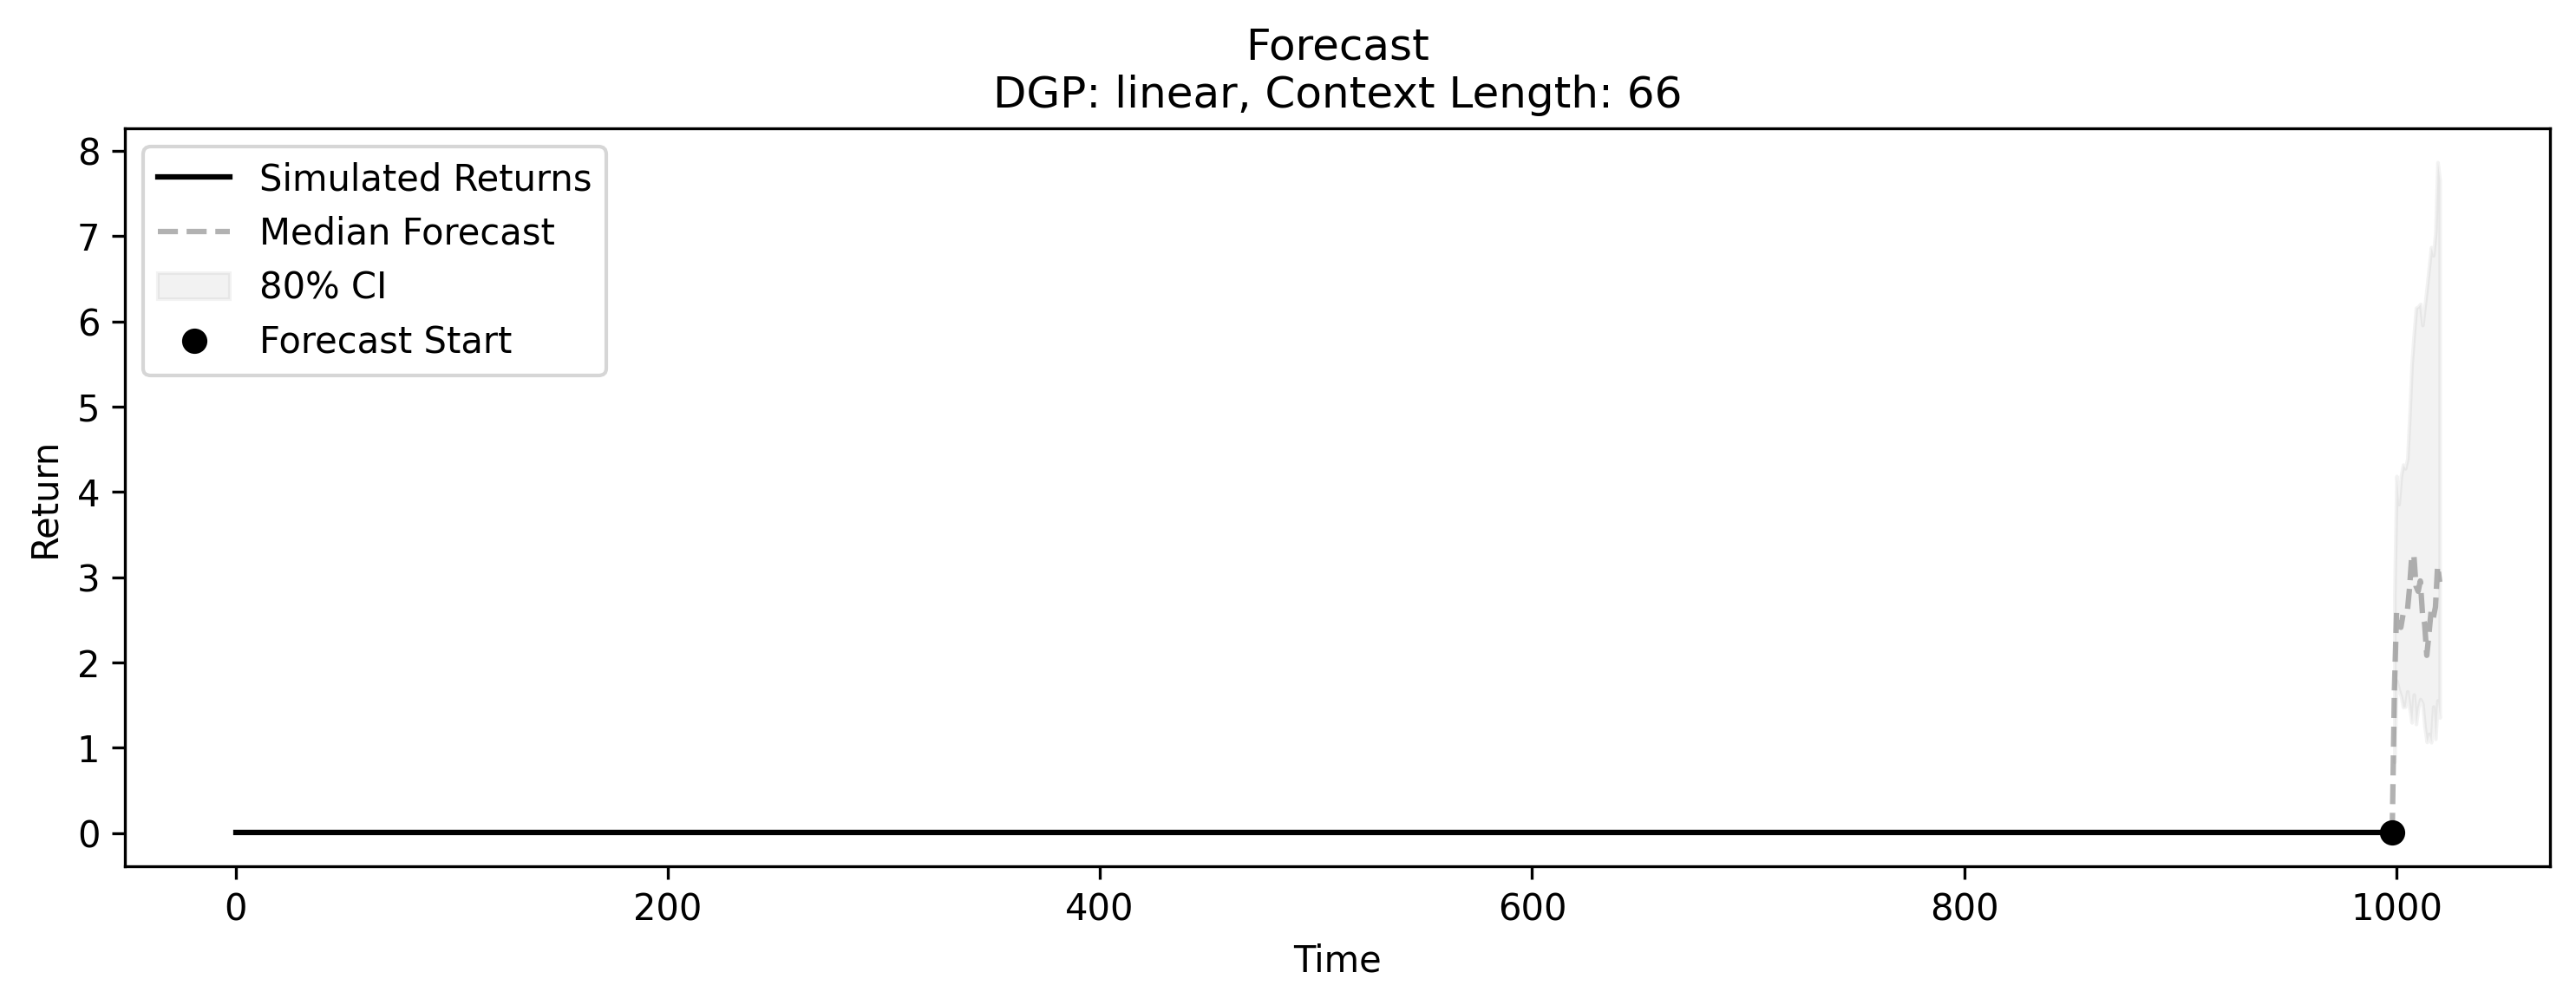 Forecast
DGP: linear, Context Length: 66
8
7
6
5
4
3
2
1
0
Return
Simulated Returns
Median Forecast
80% CI
Forecast Start
0
200
400
600
800
1000
Time